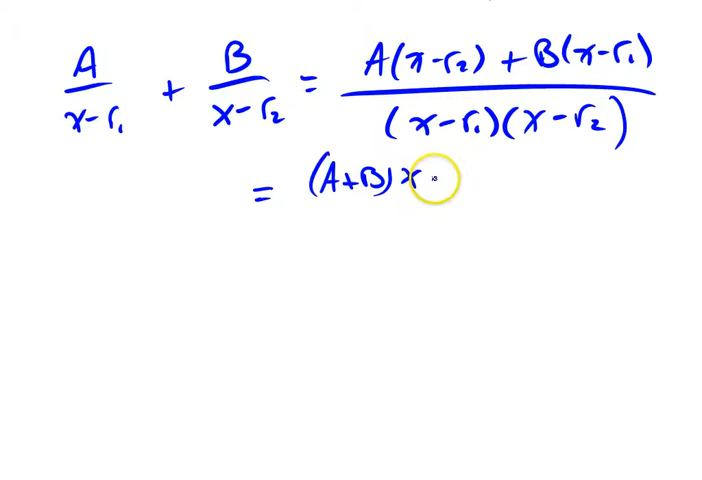 A/(x-r₁) + B/(x-r₂) = (A(x-r₂) + B(x-r₁))/((x-r₁)(x-r₂))
= (A+B)x